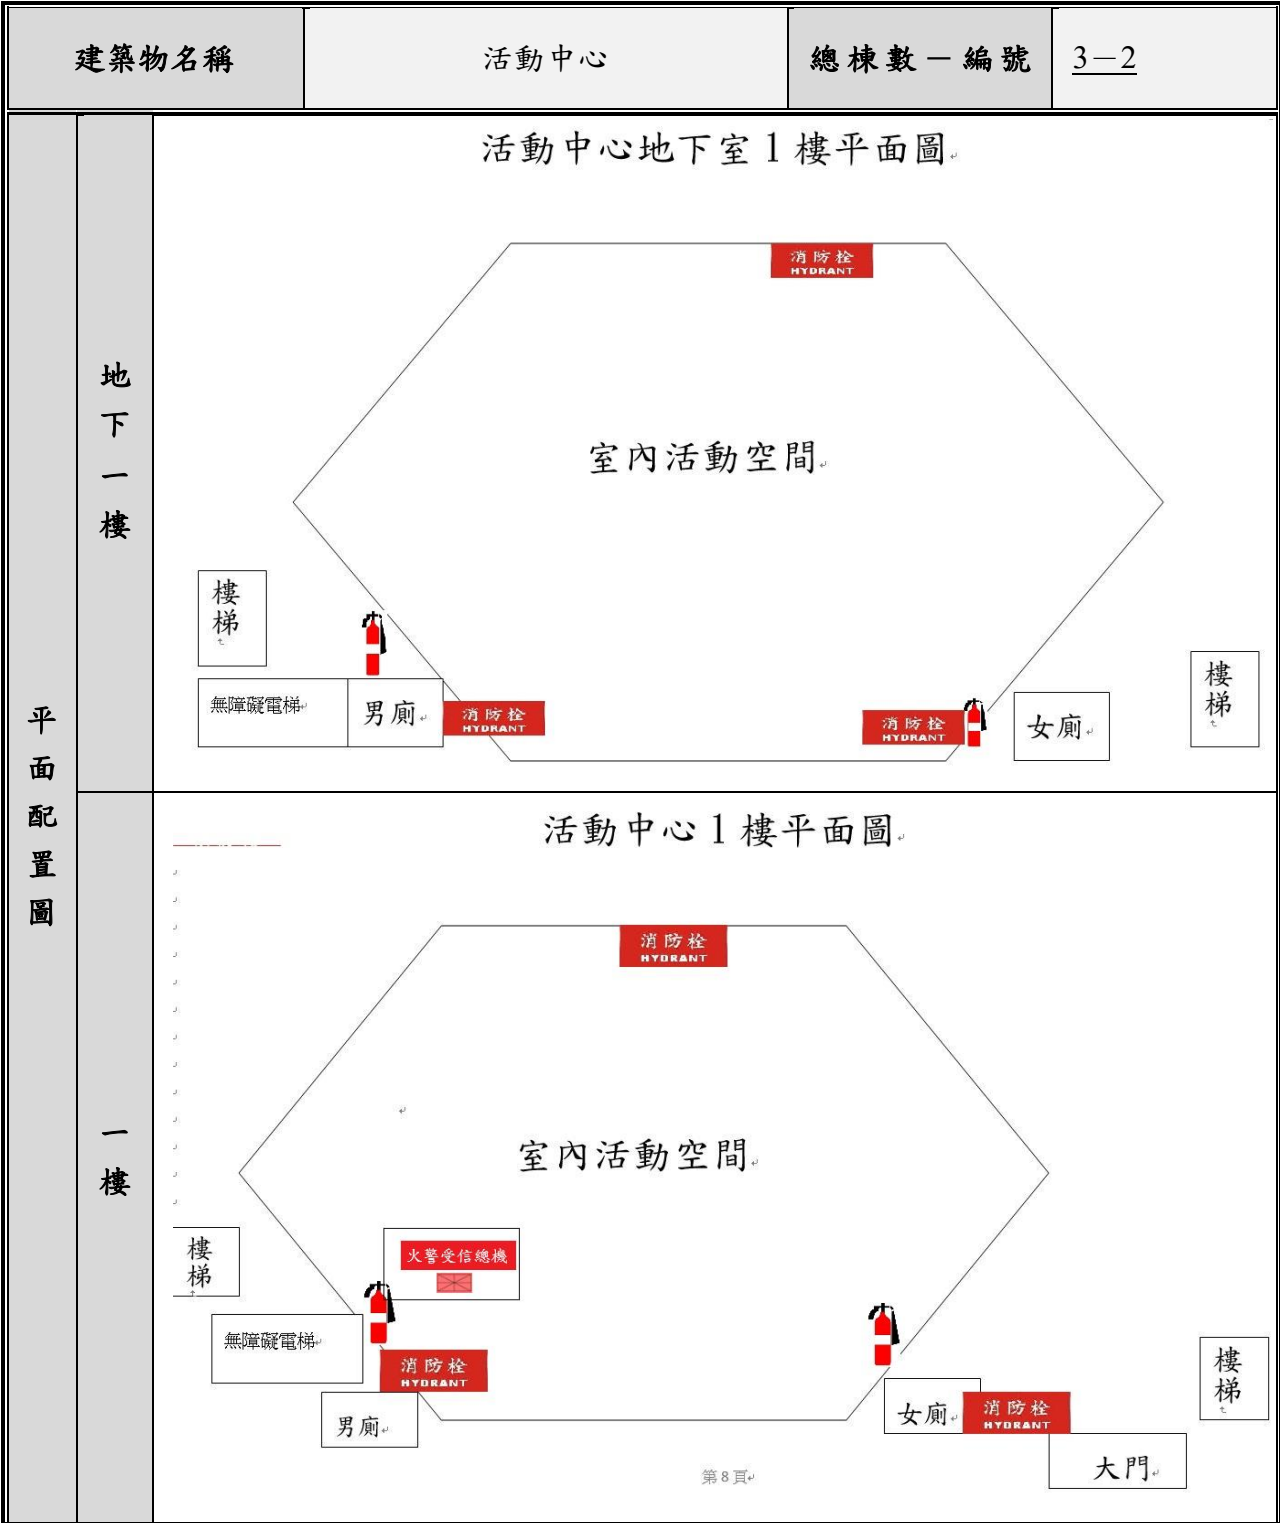 建築物名稱
活動中心
總棟數－編號
3－2
平面配置圖
地下一樓
活動中心地下室1樓平面圖
消防栓
HYDRANT
室內活動空間
樓梯
無障礙電梯
男廁
消防栓
HYDRANT
消防栓
HYDRANT
女廁
樓梯
一樓
活動中心1樓平面圖
消防栓
HYDRANT
室內活動空間
樓梯
火警受信總機
無障礙電梯
消防栓
HYDRANT
男廁
女廁
消防栓
HYDRANT
樓梯
大門
第8頁